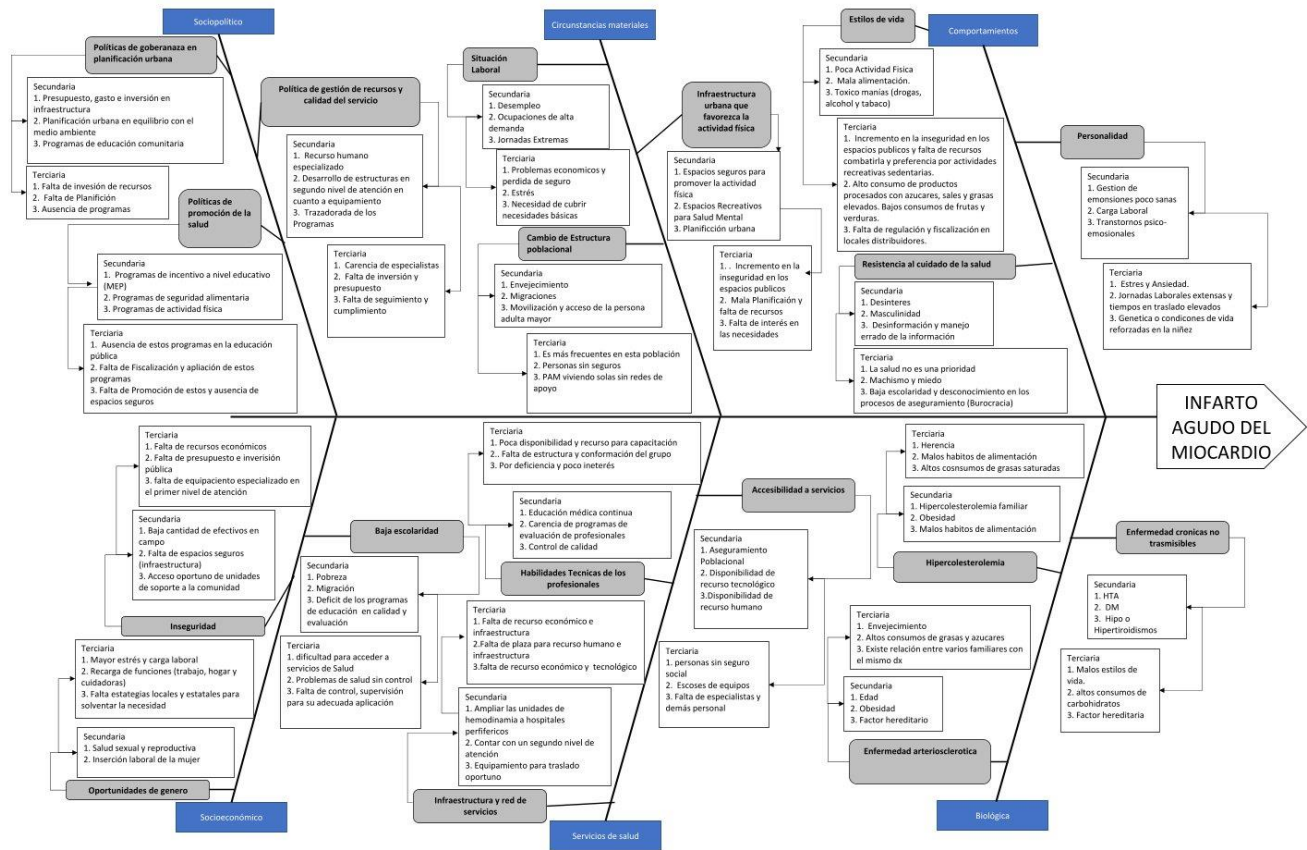 Sociopolítico
Políticas de goberanaza en
planificación urbana
Secundaria
1. Presupuesto, gasto e inversión en
infraestructura
2. Planificación urbana en equilibrio con el
medio ambiente
3. Programas de educación comunitaria
Terciaria
1. Falta de invesión de recursos
2. Falta de Planifición
3. Ausencia de programas
Políticas de
promoción de la
salud
Secundaria
1. Programas de incentivo a nivel educativo
(MEP)
2. Programas de seguridad alimentaria
3. Programas de actividad física
Terciaria
1. Ausencia de estos programas en la educación
pública
2. Falta de Fiscalización y apliación de estos
programas
3. Falta de Promoción de estos y ausencia de
espacios seguros
Política de gestión de recursos y
calidad del servicio
Secundaria
1. Recurso humano
especializado
2. Desarrollo de estructuras en
segundo nivel de atención en
cuanto a equipamiento
3. Trazadorada de los
Programas
Terciaria
1. Carencia de especialistas
2. Falta de inversión y
presupuesto
3. Falta de seguimiento y
cumplimiento
Circunstancias materiales
Situación
Laboral
Secundaria
1. Desempleo
2. Ocupaciones de alta
demanda
3. Jornadas Extremas
Terciaria
1. Problemas economicos y
perdida de seguro
2. Estrés
3. Necesidad de cubrir
necesidades básicas
Cambio de Estructura
poblacional
Secundaria
1. Envejecimiento
2. Migraciones
3. Movilización y acceso de la persona
adulta mayor
Terciaria
1. Es más frecuentes en esta población
2. Personas sin seguros
3. PAM viviendo solas sin redes de
apoyo
Infraestructura
urbana que
favorezca la
actividad física
Secundaria
1. Espacios seguros para
promover la actividad
física
2. Espacios Recreativos
para Salud Mental
3. Planificción urbana
Terciaria
1. . Incremento en la
inseguridad en los
espacios publicos
2. Mala Planificaión y
falta de recursos
3. Falta de interés en
las necesidades
Comportamientos
Estilos de vida
Secundaria
1. Poca Actividad Fisica
2. Mala alimentación.
3. Toxico manías (drogas,
alcohol y tabaco)
Terciaria
1. Incremento en la inseguridad en los
espacios publicos y falta de recursos
combatirla y preferencia por actividades
recreativas sedentarias.
2. Alto consumo de productos
procesados con azucares, sales y grasas
elevados. Bajos consumos de frutas y
verduras.
3. Falta de regulación y fiscalización en
locales distribuidores.
Resistencia al cuidado de la salud
Secundaria
1. Desinteres
2. Masculinidad
3. Desinformación y manejo
errado de la información
Terciaria
1. La salud no es una prioridad
2. Machismo y miedo
3. Baja escolaridad y desconocimiento en los
procesos de aseguramiento (Burocracia)
Personalidad
Secundaria
1. Gestion de
emonsiones poco sanas
2. Carga Laboral
3. Transtornos psico-
emosionales
Terciaria
1. Estres y Ansiedad.
2. Jornadas Laborales extensas y
tiempos en traslado elevados
3. Genetica o condicones de vida
reforzadas en la niñez
INFARTO
AGUDO DEL
MIOCARDIO
Terciaria
1. Falta de recursos económicos
2. Falta de presupuesto e inverisión
pública
3. falta de equipaciento especializado en
el primer nivel de atención
Secundaria
1. Baja cantidad de efectivos en
campo
2. Falta de espacios seguros
(infraestructura)
3. Acceso oportuno de unidades
de soporte a la comunidad
Inseguridad
Terciaria
1. Mayor estrés y carga laboral
2. Recarga de funciones (trabajo, hogar y
cuidadoras)
3. Falta estrategias locales y estatales para
solventar la necesidad
Secundaria
1. Salud sexual y reproductiva
2. Inserción laboral de la mujer
Oportunidades de genero
Socioeconómico
Baja escolaridad
Secundaria
1. Pobreza
2. Migración
3. Deficit de los programas
de educación en calidad y
evaluación
Terciaria
1. dificultad para acceder a
servicios de Salud
2. Problemas de salud sin control
3. Falta de control, supervisión
para su adecuada aplicación
Terciaria
1. Poca disponibilidad y recurso para capacitación
2.. Falta de estructura y conformación del grupo
3. Por deficiencia y poco ineterés
Secundaria
1. Educación médica continua
2. Carencia de programas de
evaluación de profesionales
3. Control de calidad
Habilidades Tecnicas de los
profesionales
Terciaria
1. Falta de recurso económico e
infraestructura
2.Falta de plaza para recurso humano e
infraestructura
3.falta de recurso económico y tecnológico
Secundaria
1. Ampliar las unidades de
hemodinamia a hospitales
perfifericos
2. Contar con un segundo nivel de
atención
3. Equipamiento para traslado
oportuno
Infraestructura y red de
servicios
Servicios de salud
Accesibilidad a servicios
Secundaria
1. Aseguramiento
Poblacional
2. Disponibilidad de
recurso tecnológico
3.Disponibilidad de
recurso humano
Terciaria
1. personas sin seguro
social
2. Escoses de equipos
3. Falta de especialistas y
demás personal
Terciaria
1. Herencia
2. Malos habitos de alimentación
3. Altos cosnsumos de grasas saturadas
Secundaria
1. Hipercolesterolemia familiar
2. Obesidad
3. Malos habitos de alimentación
Hipercolesterolemia
Terciaria
1. Envejecimiento
2. Altos consumos de grasas y azucares
3. Existe relación entre varios familiares con
el mismo dx
Secundaria
1. Edad
2. Obesidad
3. Factor hereditario
Enfermedad arteriosclerotica
Biológica
Enfermedad cronicas no
trasmisibles
Secundaria
1. HTA
2. DM
3. Hipo o
Hipertiroidismos
Terciaria
1. Malos estilos de
vida.
2. altos consumos de
carbohidratos
3. Factor hereditaria